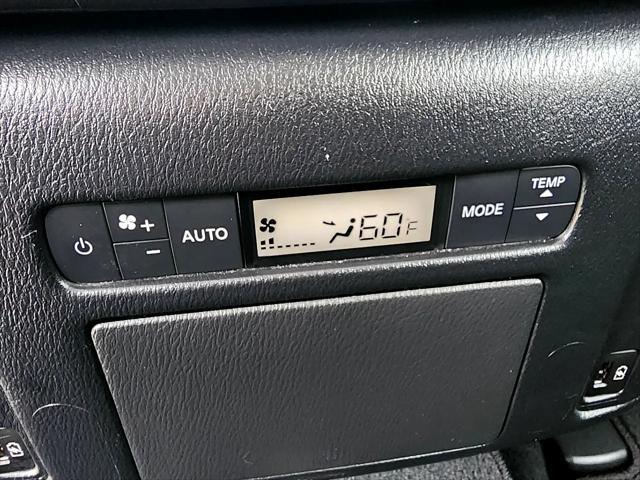 +
−
AUTO
60F
MODE
TEMP